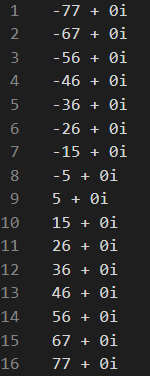 1 -77 + 0i
2 -67 + 0i
3 -56 + 0i
4 -46 + 0i
5 -36 + 0i
6 -26 + 0i
7 -15 + 0i
8 -5 + 0i
9 5 + 0i
10 15 + 0i
11 26 + 0i
12 36 + 0i
13 46 + 0i
14 56 + 0i
15 67 + 0i
16 77 + 0i